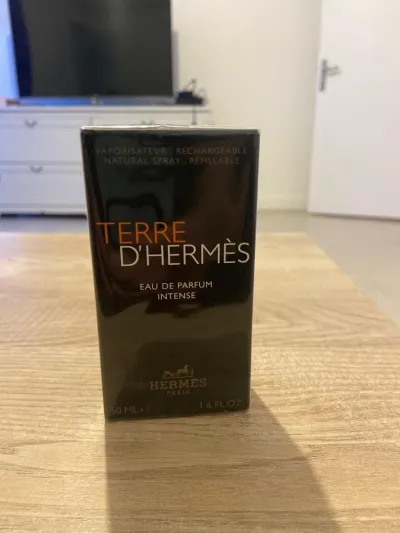 VAPORISATEUR . RECHARGEABLE
NATURAL SPRAY . REFILLABLE
TERRE
D'HERMÈS
EAU DE PARFUM
INTENSE
HERMÈS
PARIS
50 ML 1.6 FL.OZ